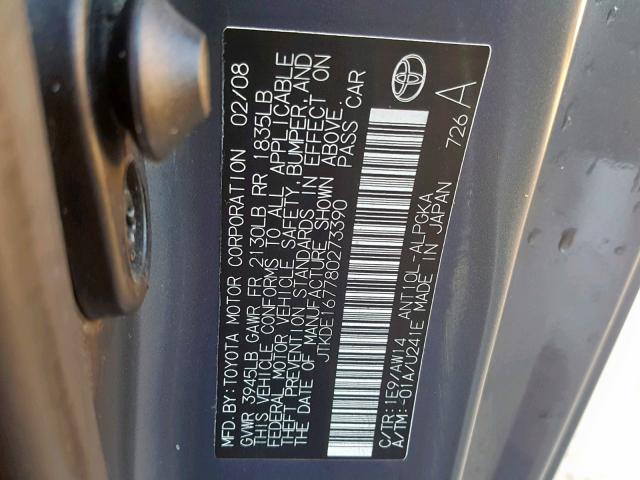 MFD.BY:TOYOTA MOTOR CORPORATION 02/08
GVWR 3945LB GAWR FR 2130LB RR 1835LB
THIS VEHICLE CONFORMS TO ALL APPLICABLE
FEDERAL MOTOR VEHICLE SAFETY, BUMPER, AND
THEFT PREVENTION STANDARDS IN EFFECT ON
THE DATE OF MANUFACTURE SHOWN ABOVE.
JTKDE167780273390 PASS CAR
C/TR:1E9/AW14 ANT10L-ALPGKA
A/TM:-01A/U241E MADE IN JAPAN 726 A